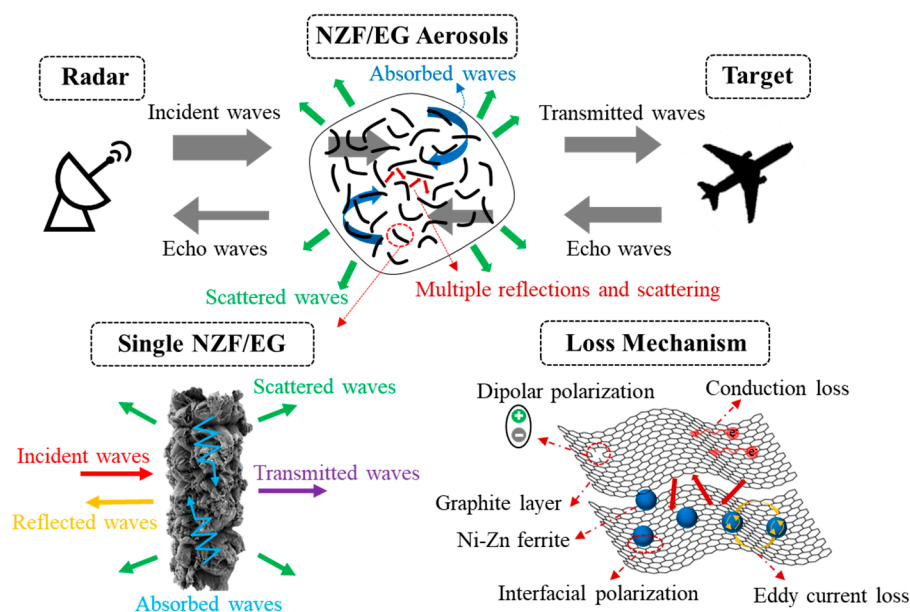 NZF/EG Aerosols
Radar
Target
Absorbed waves
Incident waves
Transmitted waves
Echo waves
Echo waves
Scattered waves
Multiple reflections and scattering
Single NZF/EG
Loss Mechanism
Scattered waves
Incident waves
Transmitted waves
Reflected waves
Absorbed waves
Dipolar polarization
Conduction loss
+
−
e-
e-
Graphite layer
Ni-Zn ferrite
Interfacial polarization
Eddy current loss